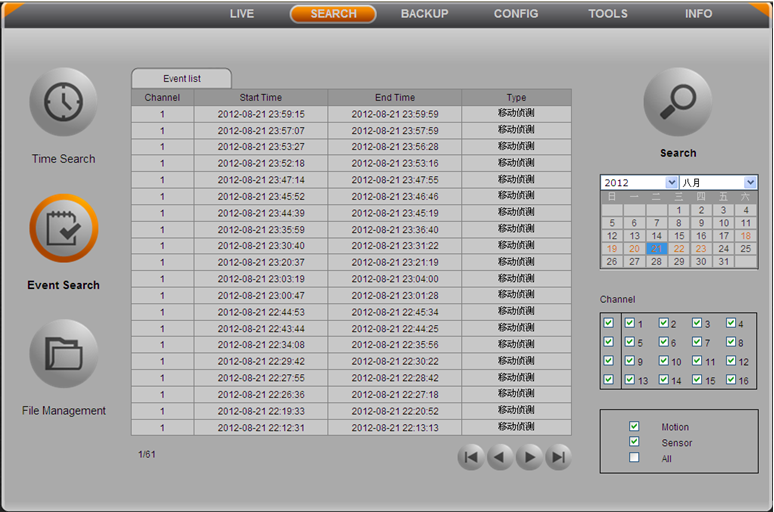 LIVE SEARCH BACKUP CONFIG TOOLS INFO
Time Search
Event Search
File Management
Event list
Channel Start Time End Time Type
1 2012-08-21 23:59:15 2012-08-21 23:59:59 移动侦测
1 2012-08-21 23:57:07 2012-08-21 23:57:59 移动侦测
1 2012-08-21 23:53:27 2012-08-21 23:56:28 移动侦测
1 2012-08-21 23:52:18 2012-08-21 23:53:16 移动侦测
1 2012-08-21 23:47:14 2012-08-21 23:47:55 移动侦测
1 2012-08-21 23:45:52 2012-08-21 23:46:46 移动侦测
1 2012-08-21 23:44:39 2012-08-21 23:45:19 移动侦测
1 2012-08-21 23:35:59 2012-08-21 23:36:40 移动侦测
1 2012-08-21 23:30:40 2012-08-21 23:31:22 移动侦测
1 2012-08-21 23:20:37 2012-08-21 23:21:19 移动侦测
1 2012-08-21 23:03:19 2012-08-21 23:04:00 移动侦测
1 2012-08-21 23:00:47 2012-08-21 23:01:28 移动侦测
1 2012-08-21 22:44:53 2012-08-21 22:45:34 移动侦测
1 2012-08-21 22:43:44 2012-08-21 22:44:25 移动侦测
1 2012-08-21 22:34:08 2012-08-21 22:35:56 移动侦测
1 2012-08-21 22:29:42 2012-08-21 22:30:22 移动侦测
1 2012-08-21 22:27:55 2012-08-21 22:28:42 移动侦测
1 2012-08-21 22:26:36 2012-08-21 22:27:18 移动侦测
1 2012-08-21 22:19:33 2012-08-21 22:20:52 移动侦测
1 2012-08-21 22:12:31 2012-08-21 22:13:13 移动侦测
1/61
Search
2012 八月
日 一 二 三 四 五 六
1 2 3 4
5 6 7 8 9 10 11
12 13 14 15 16 17 18
19 20 21 22 23 24 25
26 27 28 29 30 31
Channel
1 2 3 4
5 6 7 8
9 10 11 12
13 14 15 16
Motion
Sensor
All